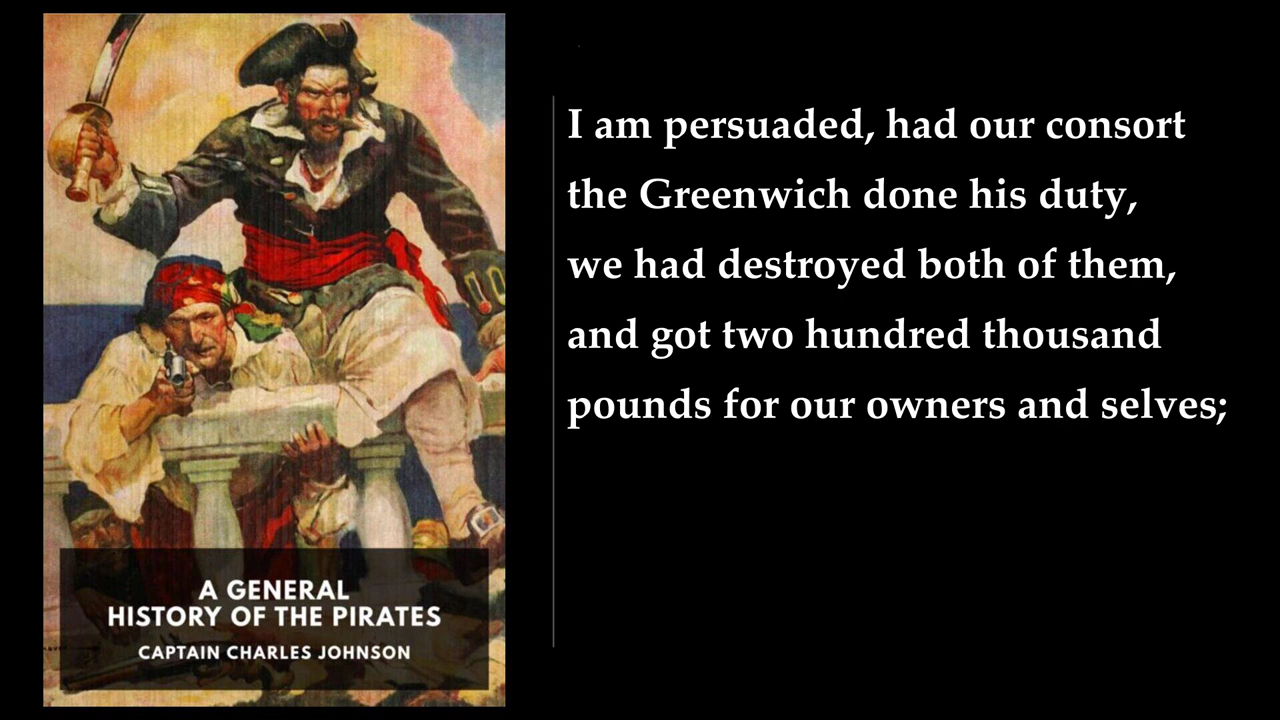 A GENERAL
HISTORY OF THE PIRATES
CAPTAIN CHARLES JOHNSON
I am persuaded, had our consort
the Greenwich done his duty,
we had destroyed both of them,
and got two hundred thousand
pounds for our owners and selves;